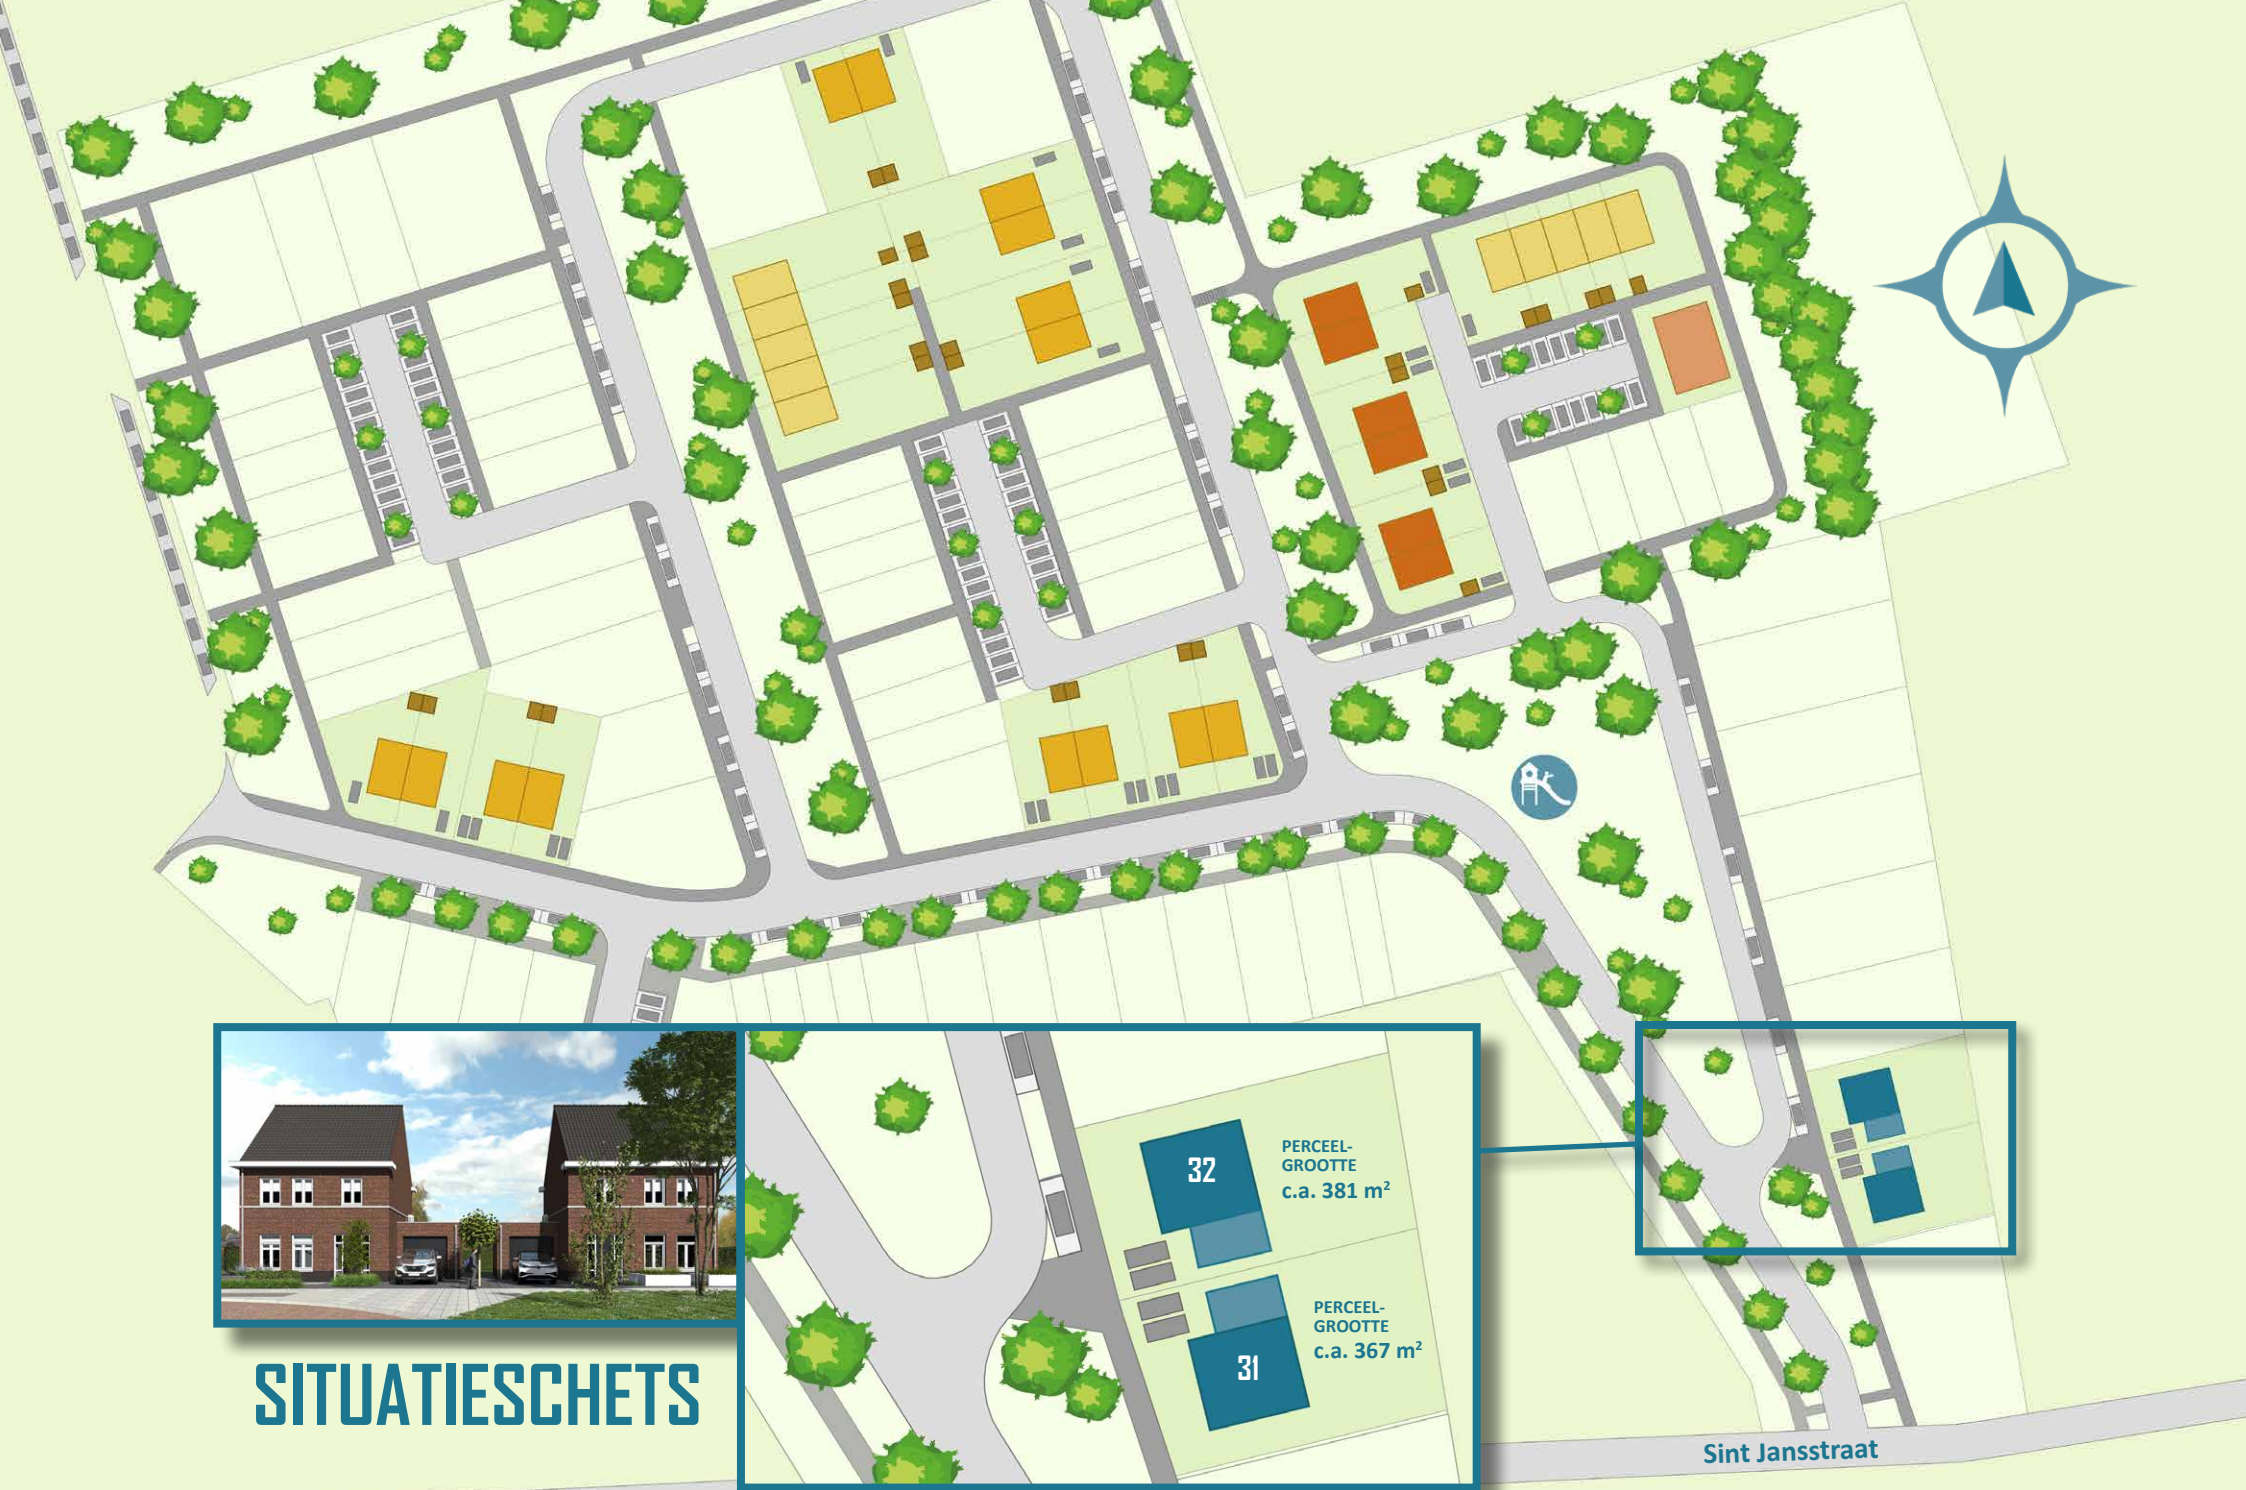 32
PERCEEL-
GROOTTE
c.a. 381 m²
PERCEEL-
GROOTTE
c.a. 367 m²
31
SITUATIESCHETS
Sint Jansstraat